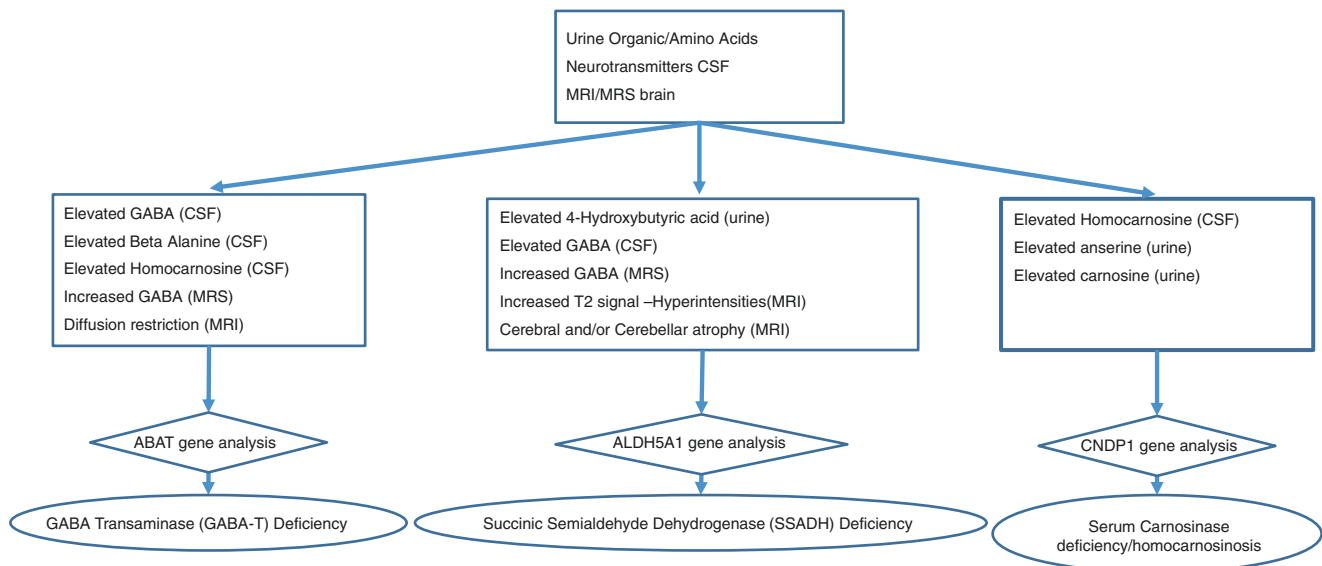 Urine Organic/Amino Acids
Neurotransmitters CSF
MRI/MRS brain
Elevated GABA (CSF)
Elevated Beta Alanine (CSF)
Elevated Homocarnosine (CSF)
Increased GABA (MRS)
Diffusion restriction (MRI)
Elevated 4-Hydroxybutyric acid (urine)
Elevated GABA (CSF)
Increased GABA (MRS)
Increased T2 signal –Hyperintensities(MRI)
Cerebral and/or Cerebellar atrophy (MRI)
Elevated Homocarnosine (CSF)
Elevated anserine (urine)
Elevated carnosine (urine)
ABAT gene analysis
ALDH5A1 gene analysis
CNDP1 gene analysis
GABA Transaminase (GABA-T) Deficiency
Succinic Semialdehyde Dehydrogenase (SSADH) Deficiency
Serum Carnosinase
deficiency/homocarnosinosis